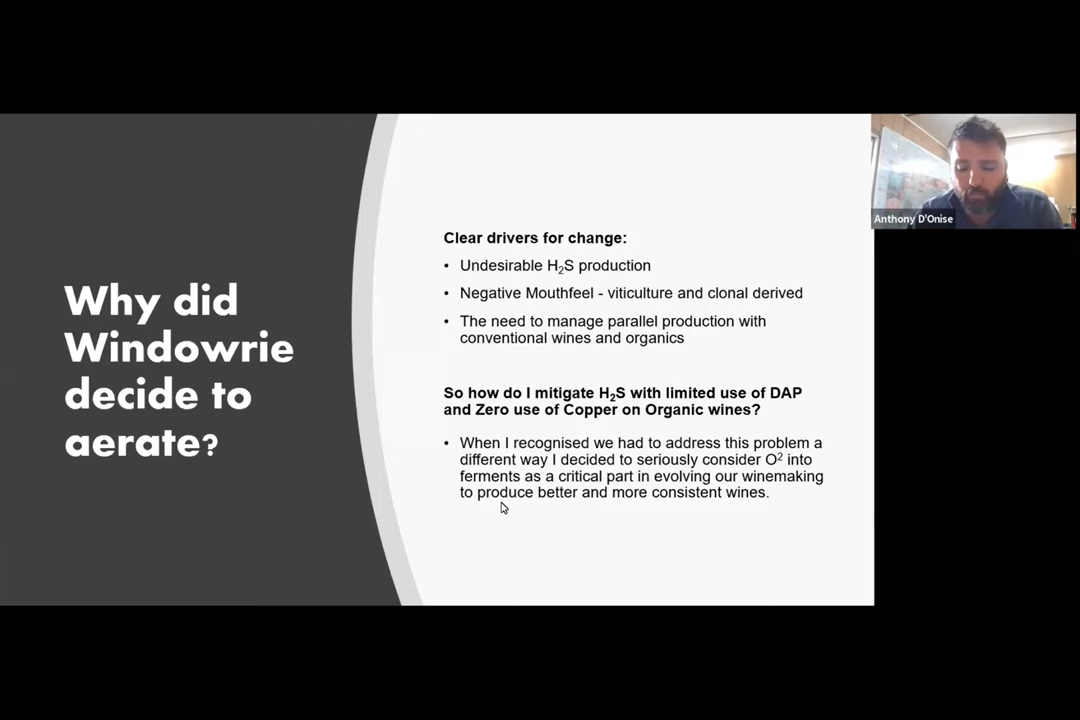 Why did
Windowrie
decide to
aerate?
Clear drivers for change:
• Undesirable H₂S production
• Negative Mouthfeel - viticulture and clonal derived
• The need to manage parallel production with
conventional wines and organics
So how do I mitigate H₂S with limited use of DAP
and Zero use of Copper on Organic wines?
• When I recognised we had to address this problem a
different way I decided to seriously consider O² into
ferments as a critical part in evolving our winemaking
to produce better and more consistent wines.
Anthony D'Onise